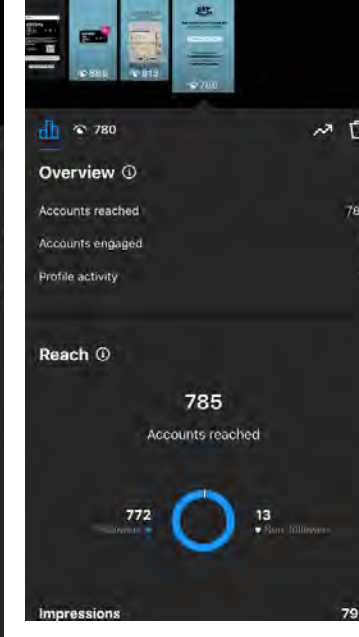 886
813
780
780
Overview
Accounts reached 78
Accounts engaged
Profile activity
Reach
785
Accounts reached
772
Followers
13
Non-followers
Impressions 79